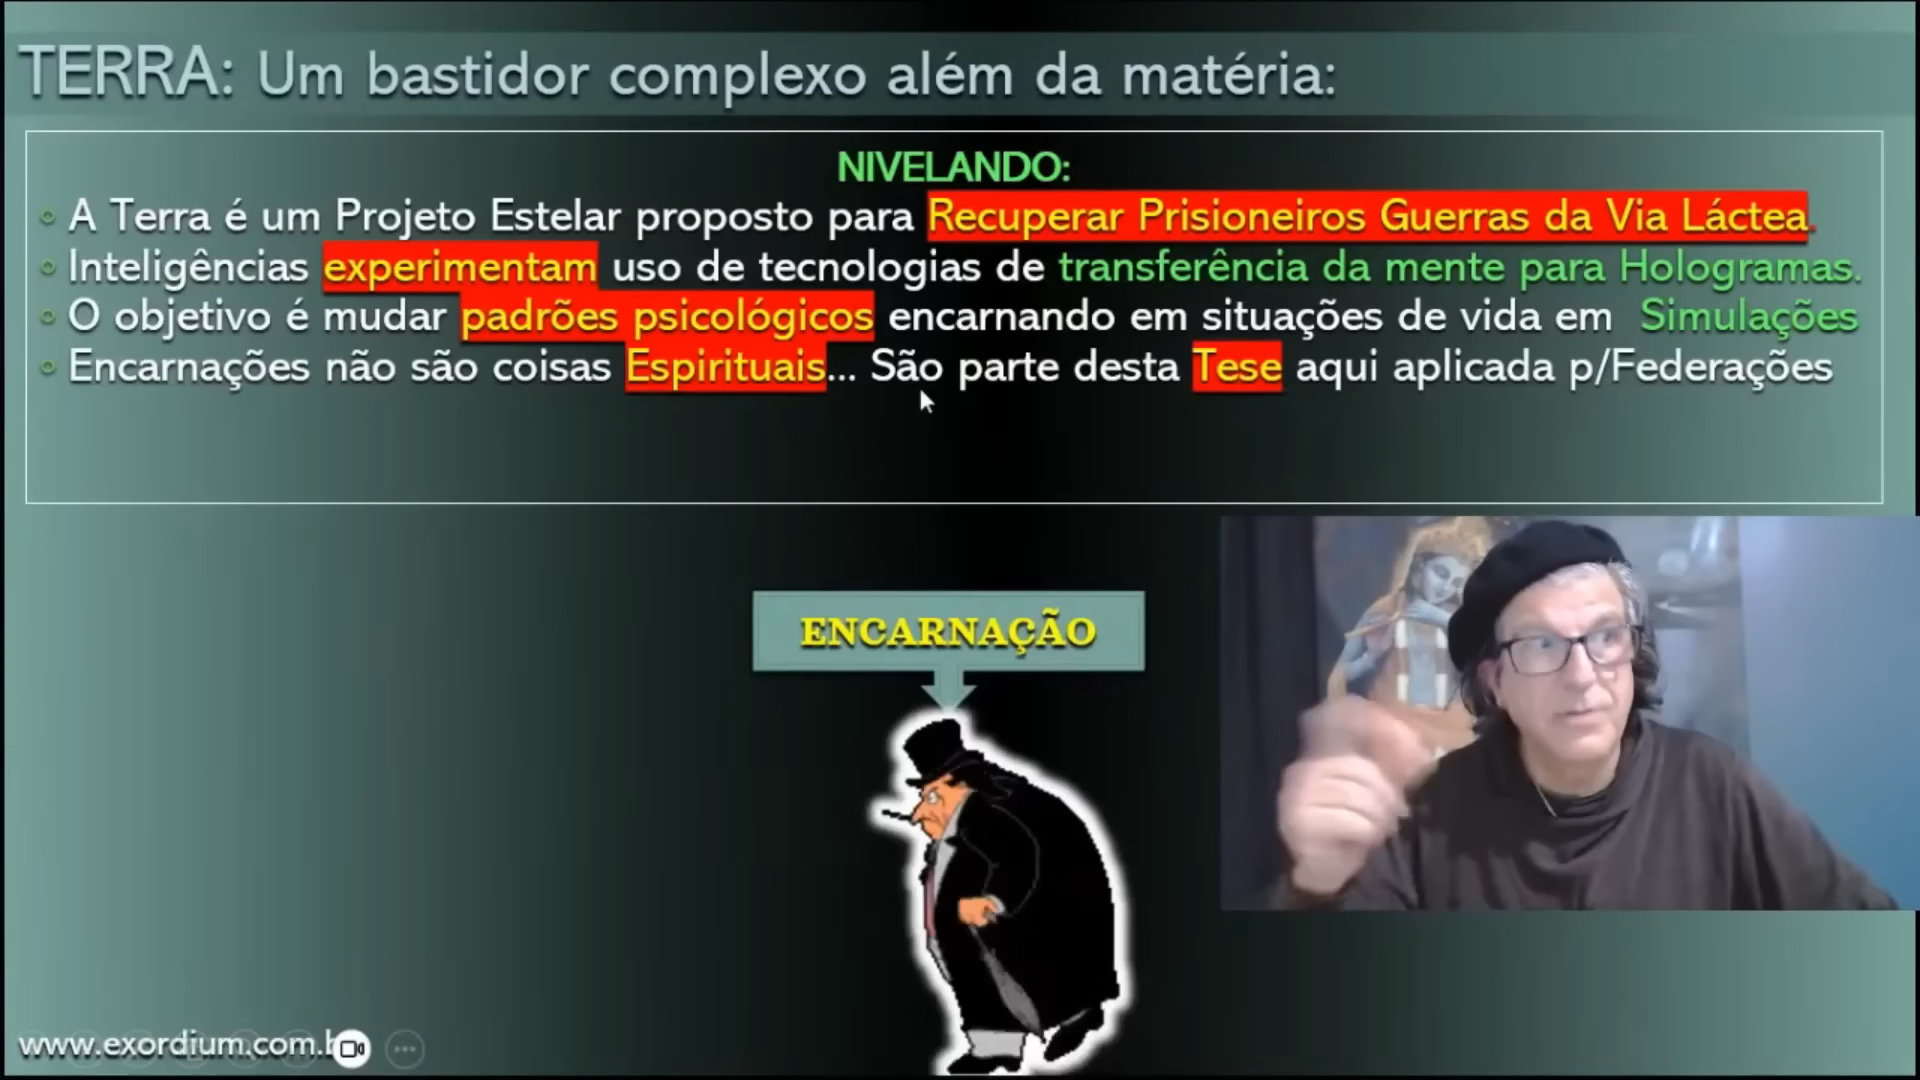 TERRA: Um bastidor complexo além da matéria:
NIVELANDO:
A Terra é um Projeto Estelar proposto para Recuperar Prisioneiros Guerras da Via Láctea.
Inteligências experimentam uso de tecnologias de transferência da mente para Hologramas.
O objetivo é mudar padrões psicológicos encarnando em situações de vida em Simulações
Encarnações não são coisas Espirituais... São parte desta Tese aqui aplicada p/Federações
ENCARNAÇÃO
www.exordium.com.b